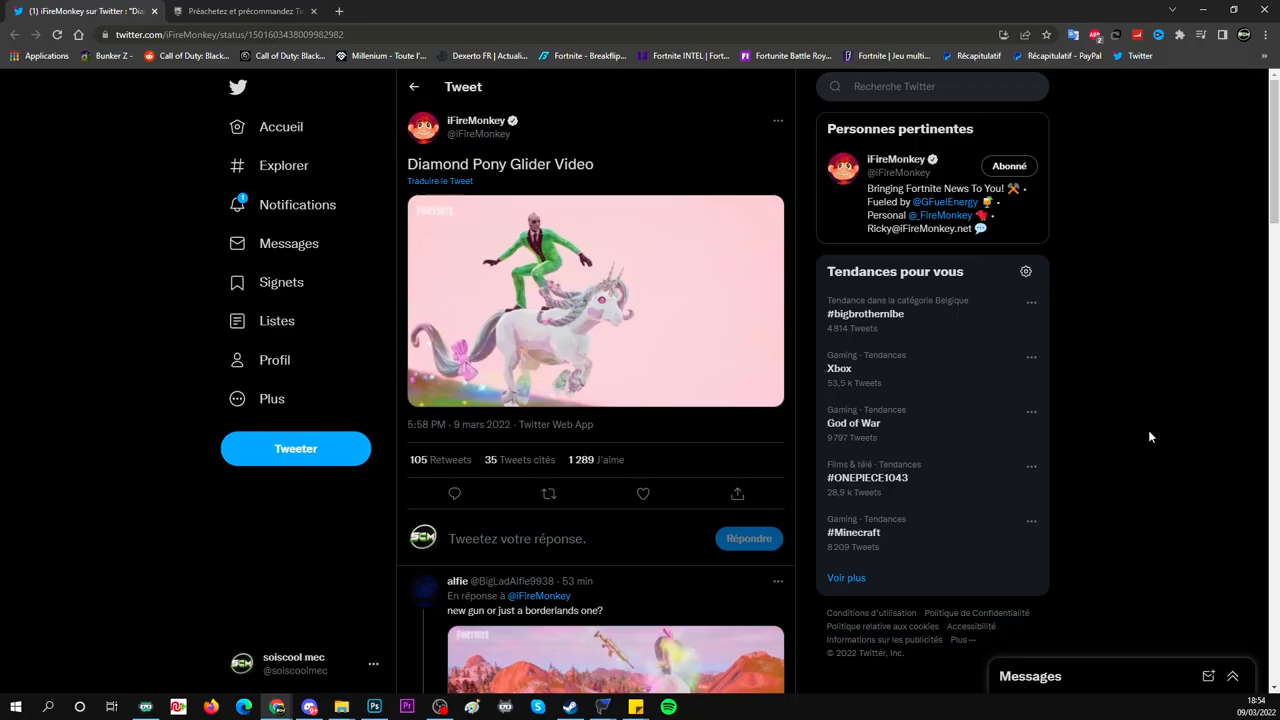 (1) iFireMonkey sur Twitter : "Dia
Préachetez et précommandez Ti
twitter.com/iFireMonkey/status/1501603438009982982
Applications
Bunker Z -
Call of Duty: Black...
Call of Duty: Black...
Millenium - Toute l'...
Dexerto FR | Actuali...
Fortnite - Breakflip...
Fortnite INTEL | Fort...
Fortunite Battle Roy...
Fortnite | Jeu multi...
Récapitulatif
Récapitulatif - PayPal
Twitter
»
Accueil
Explorer
1
Notifications
Messages
Signets
Listes
Profil
Plus
Tweeter
soiscool mec
@soiscoolmec
Tweet
iFireMonkey
@iFireMonkey
Diamond Pony Glider Video
Traduire le Tweet
FORTNITE
5:58 PM · 9 mars 2022 · Twitter Web App
105 Retweets 35 Tweets cités 1 289 J'aime
SCM
Tweetez votre réponse.
Répondre
alfie @BigLadAlfie9938 · 53 min
En réponse à @iFireMonkey
new gun or just a borderlands one?
FORTNITE
Recherche Twitter
Personnes pertinentes
iFireMonkey
@iFireMonkey
Abonné
Bringing Fortnite News To You! ⚒️ •
Fueled by @GFuelEnergy 🍹 •
Personal @_FireMonkey 🐒 •
Ricky@iFireMonkey.net 💬
Tendances pour vous
Tendance dans la catégorie Belgique
#bigbrothernlbe
4 814 Tweets
Gaming · Tendances
Xbox
53,5 k Tweets
Gaming · Tendances
God of War
9 797 Tweets
Films & télé · Tendances
#ONEPIECE1043
28,9 k Tweets
Gaming · Tendances
#Minecraft
8 209 Tweets
Voir plus
Conditions d'utilisation Politique de Confidentialité
Politique relative aux cookies Accessibilité
Informations sur les publicités Plus ···
© 2022 Twitter, Inc.
Messages
18:54
09/03/2022